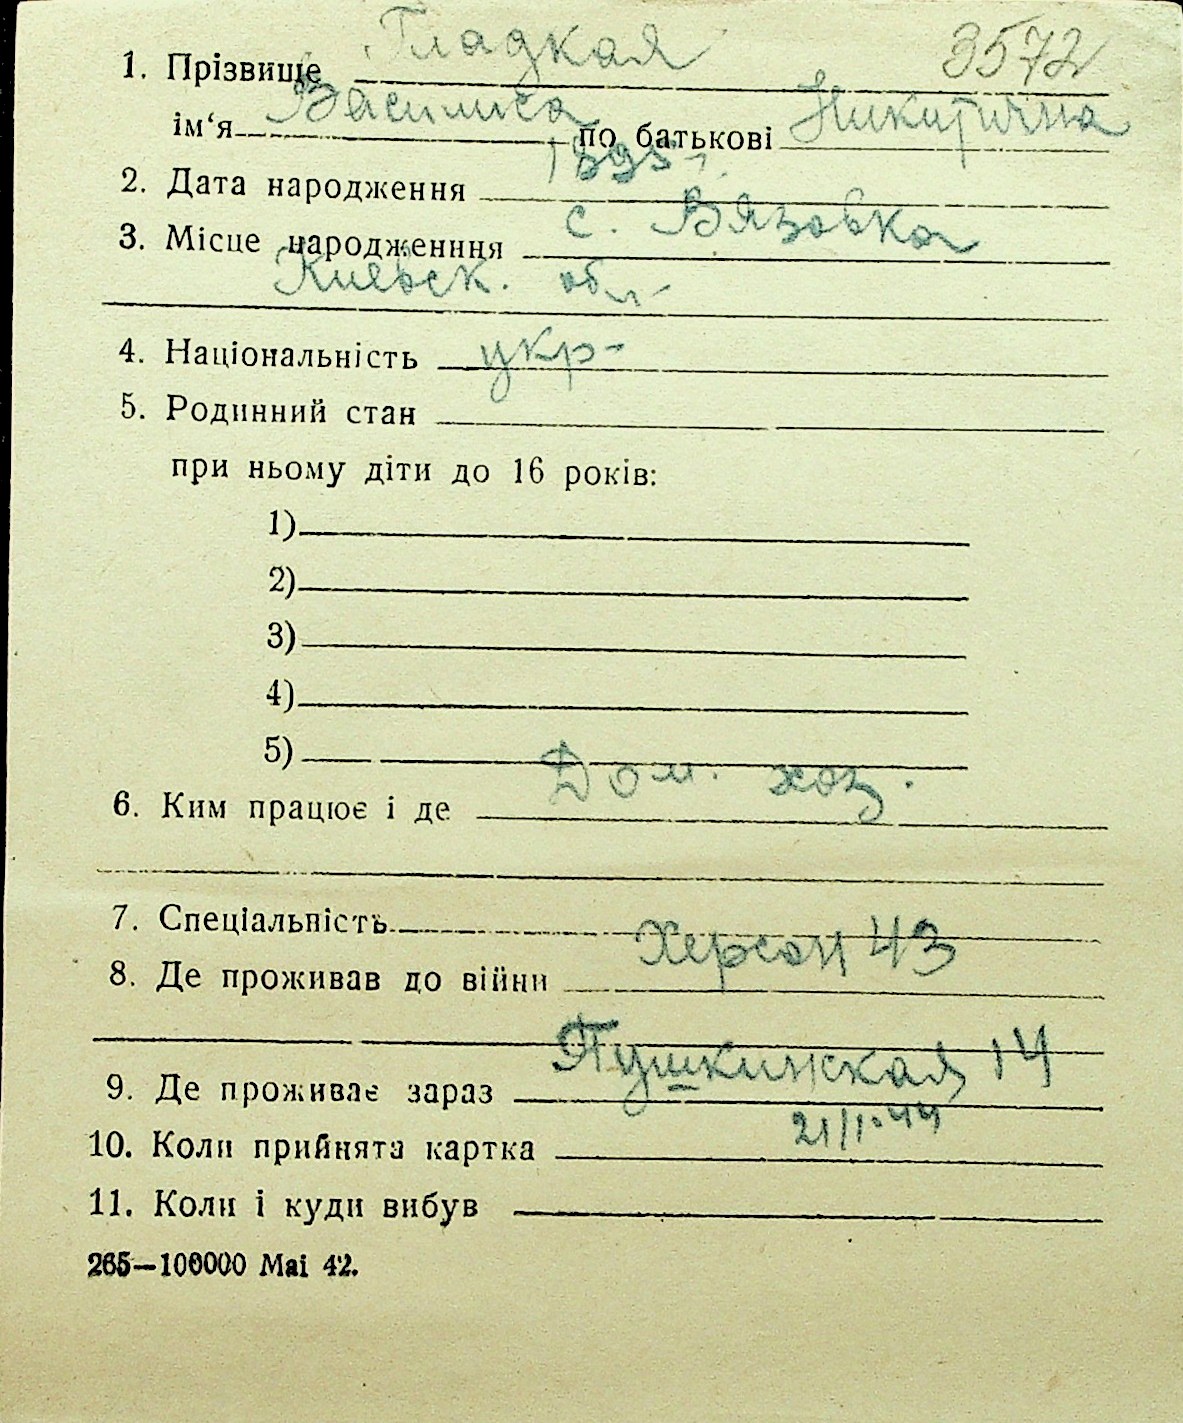 3572
1. Прізвище Гладкая
ім‘я Василиса по батькові Никитична
2. Дата народження 1895 г.
3. Місце народженння с. Вязовка
Киевск. обл
4. Національність укр-
5. Родинний стан
при ньому діти до 16 років:
1)
2)
3)
4)
5)
6. Ким працює і де Дом. хоз.
7. Спеціальність
8. Де проживав до війни Херсон 43
9. Де проживає зараз Пушкинская 14
10. Коли прийнята картка 21/I-44
11. Коли і куди вибув
265—100000 Mai 42.